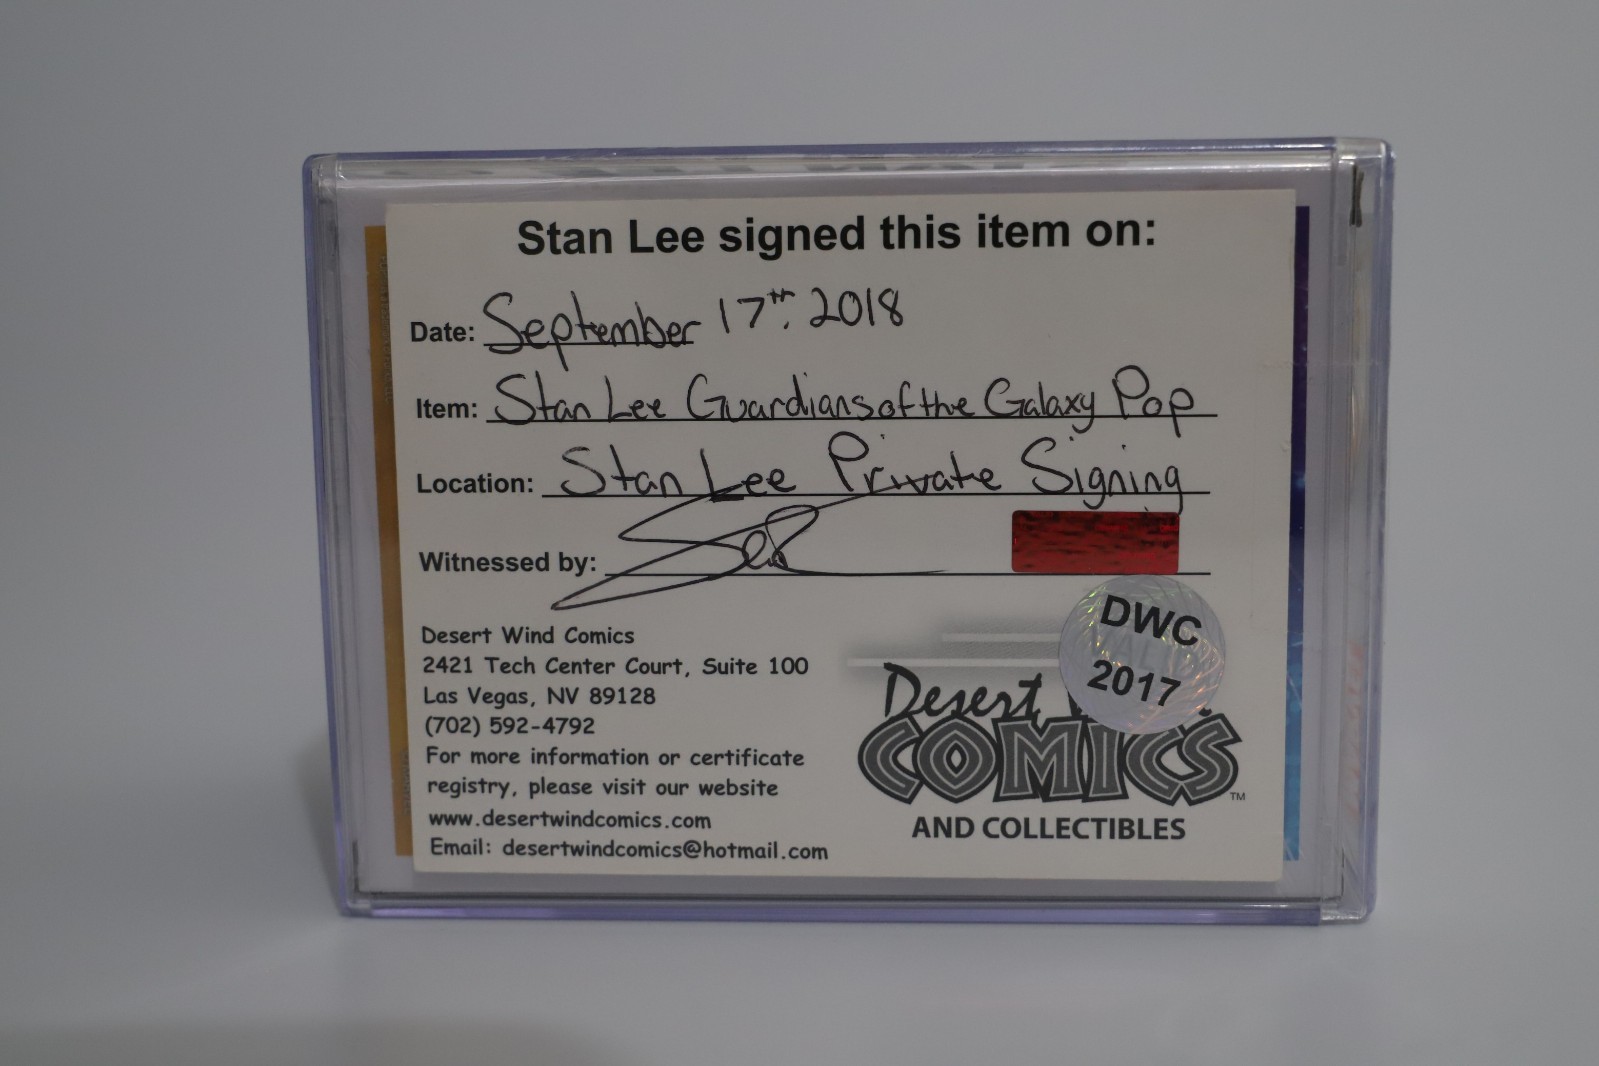 Stan Lee signed this item on:
Date: September 17th. 2018
Item: Stan Lee Guardians of the Galaxy Pop
Location: Stan Lee Private Signing
Witnessed by:
Desert Wind Comics
2421 Tech Center Court, Suite 100
Las Vegas, NV 89128
(702) 592-4792
For more information or certificate
registry, please visit our website
www.desertwindcomics.com
Email: desertwindcomics@hotmail.com
DWC
2017
Desert
COMICS™
AND COLLECTIBLES